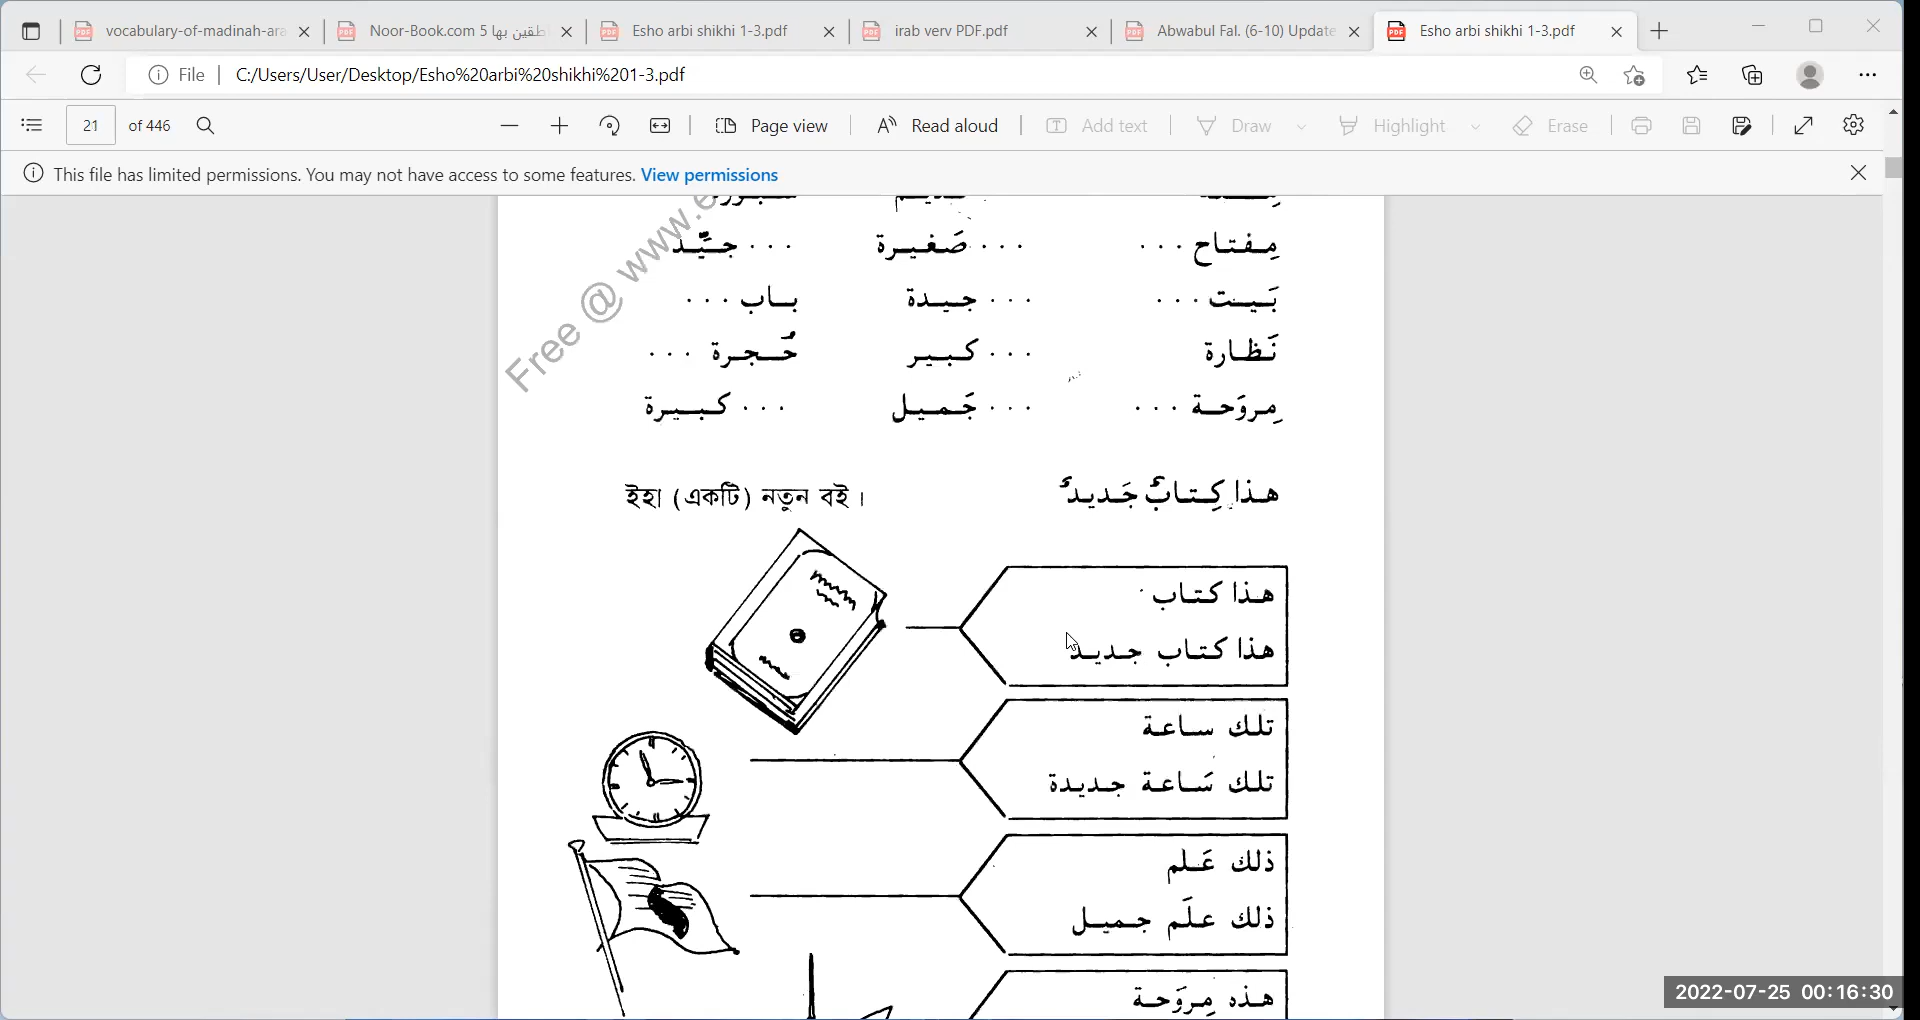 vocabulary-of-madinah-ara
Noor-Book.com 5 لطقين بها
Esho arbi shikhi 1-3.pdf
irab verv PDF.pdf
Abwabul Fal. (6-10) Update
Esho arbi shikhi 1-3.pdf
File C:/Users/User/Desktop/Esho%20arbi%20shikhi%201-3.pdf
21 of 446 Page view Read aloud Add text Draw Highlight Erase
This file has limited permissions. You may not have access to some features. View permissions
Free @ www.e
مِفتاح ... ... صَغيرة ... جيِّد
بَيت ... ... جيدة باب ...
نَظارة ... كبير حُجرة ...
مِروَحة ... ... جَميل ... كبيرة
هذا كِتابٌ جَديدٌ ইহা (একটি) নতুন বই।
هذا كتاب
هذا كتاب جديد
تلك ساعة
تلك سَاعة جديدة
ذلك عَلم
ذلك علَم جميل
هذه مِروَحة
2022-07-25 00:16:30